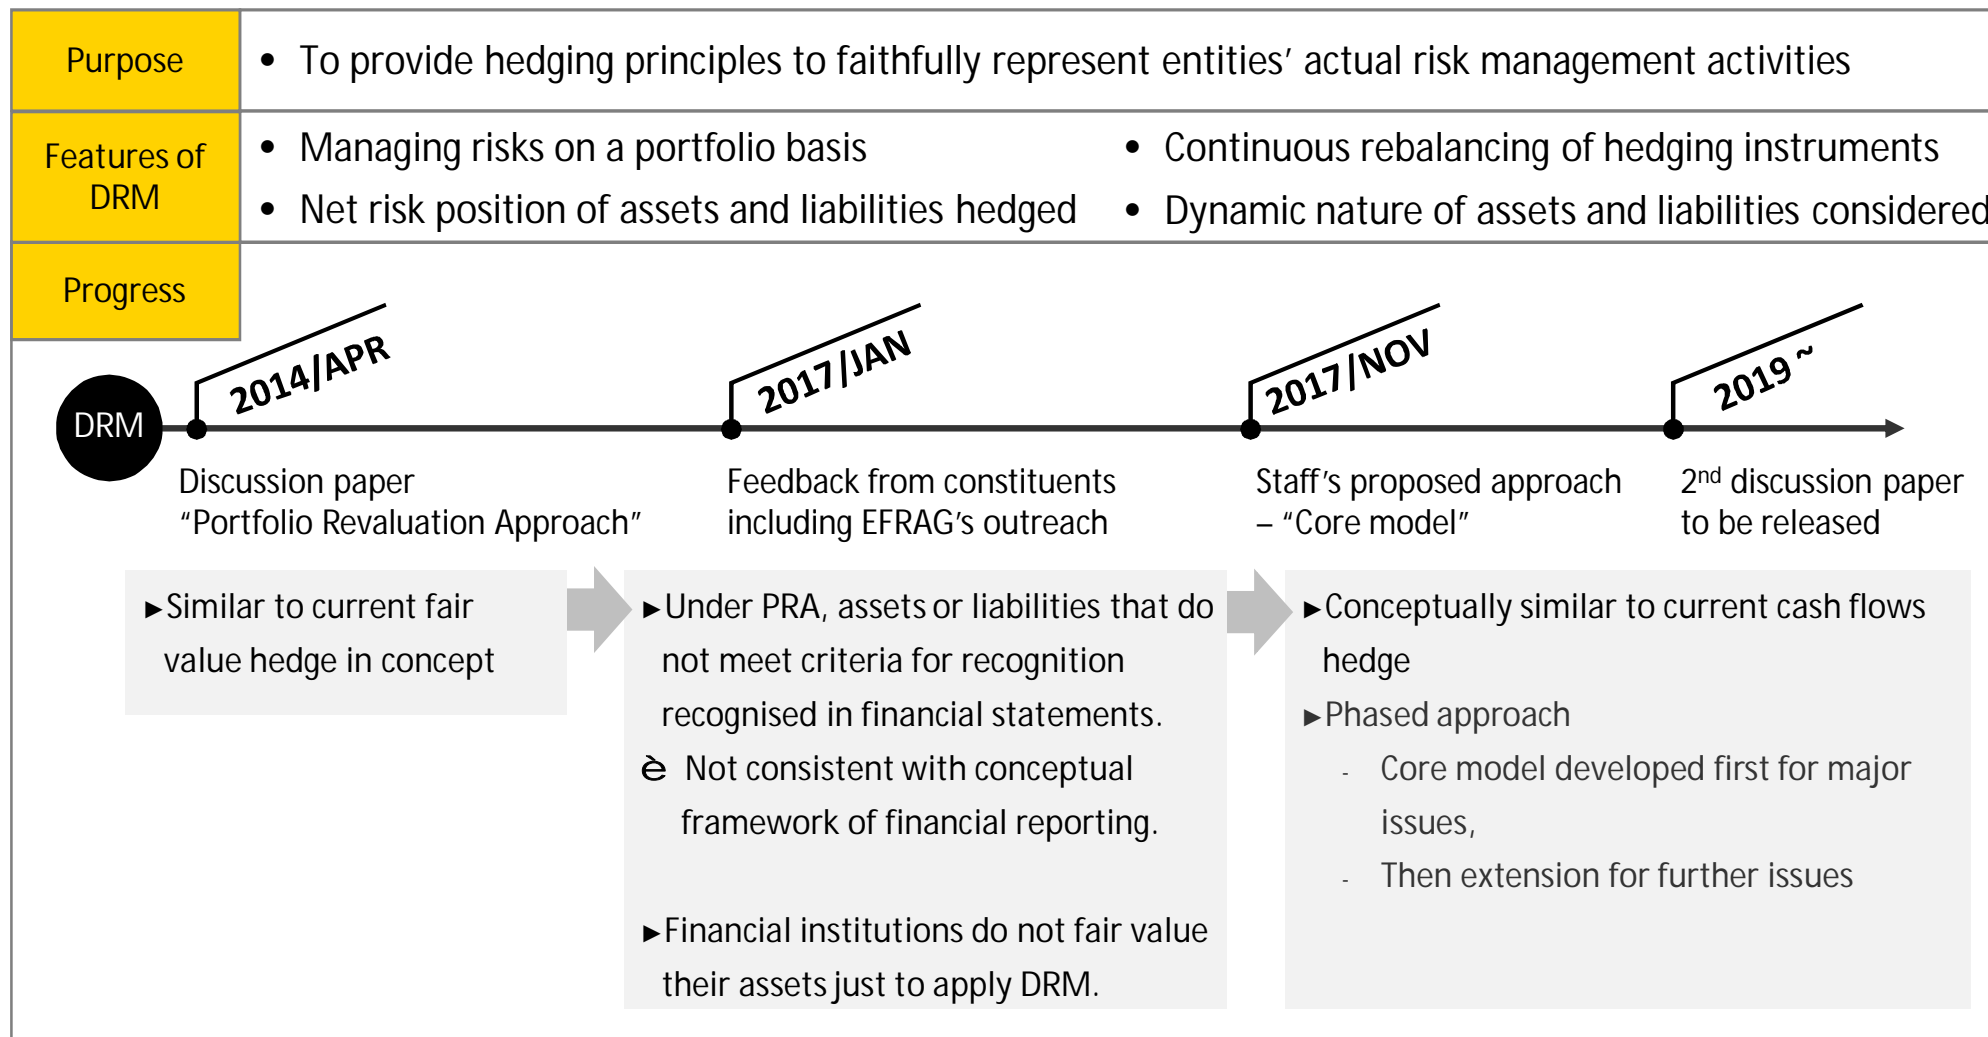 Purpose
• To provide hedging principles to faithfully represent entities’ actual risk management activities
Features of
DRM
• Managing risks on a portfolio basis
• Net risk position of assets and liabilities hedged
• Continuous rebalancing of hedging instruments
• Dynamic nature of assets and liabilities considered
Progress
DRM
2014/APR
2017/JAN
2017/NOV
2019 ~
Discussion paper
“Portfolio Revaluation Approach”
Feedback from constituents
including EFRAG’s outreach
Staff’s proposed approach
– “Core model”
2nd discussion paper
to be released
►Similar to current fair
value hedge in concept
►Under PRA, assets or liabilities that do
not meet criteria for recognition
recognised in financial statements.
è Not consistent with conceptual
framework of financial reporting.
►Financial institutions do not fair value
their assets just to apply DRM.
►Conceptually similar to current cash flows
hedge
►Phased approach
- Core model developed first for major
issues,
- Then extension for further issues